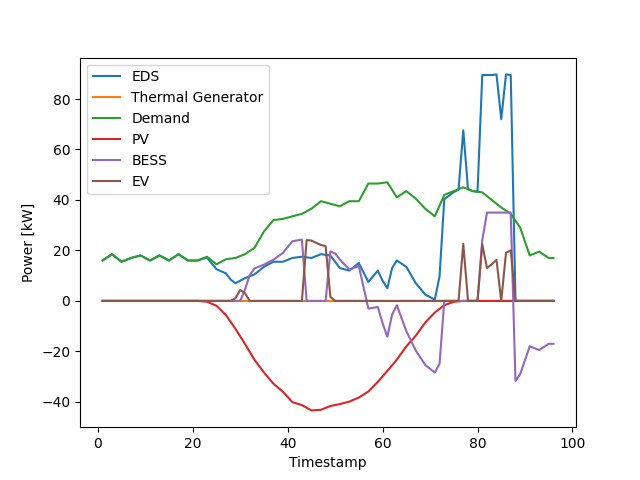 EDS
Thermal Generator
Demand
PV
BESS
EV
Power [kW]
80
60
40
20
0
−20
−40
0 20 40 60 80 100
Timestamp